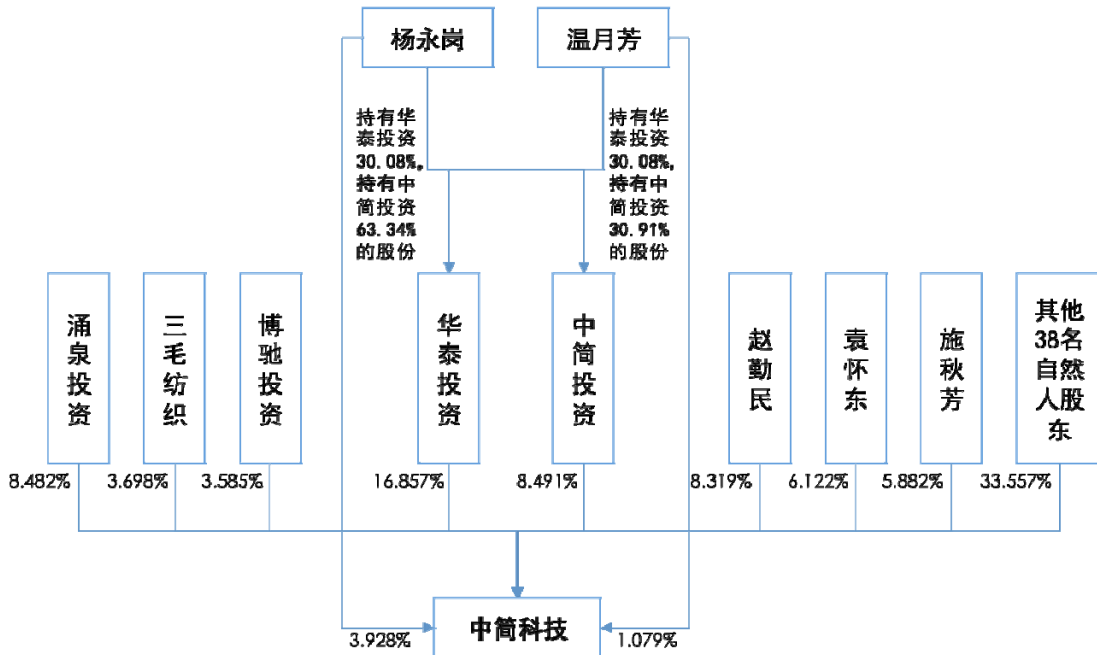 杨永岗
温月芳
持有华
泰投资
30.08%,
持有中
简投资
63.34%
的股份
持有华
泰投资
30.08%,
持有中
简投资
30.91%
的股份
涌泉投资
三毛纺织
博驰投资
华泰投资
中简投资
赵勤民
袁怀东
施秋芳
其他
38名
自然
人股
东
8.482%
3.698%
3.585%
16.857%
8.491%
8.319%
6.122%
5.882%
33.557%
3.928%
中简科技
1.079%